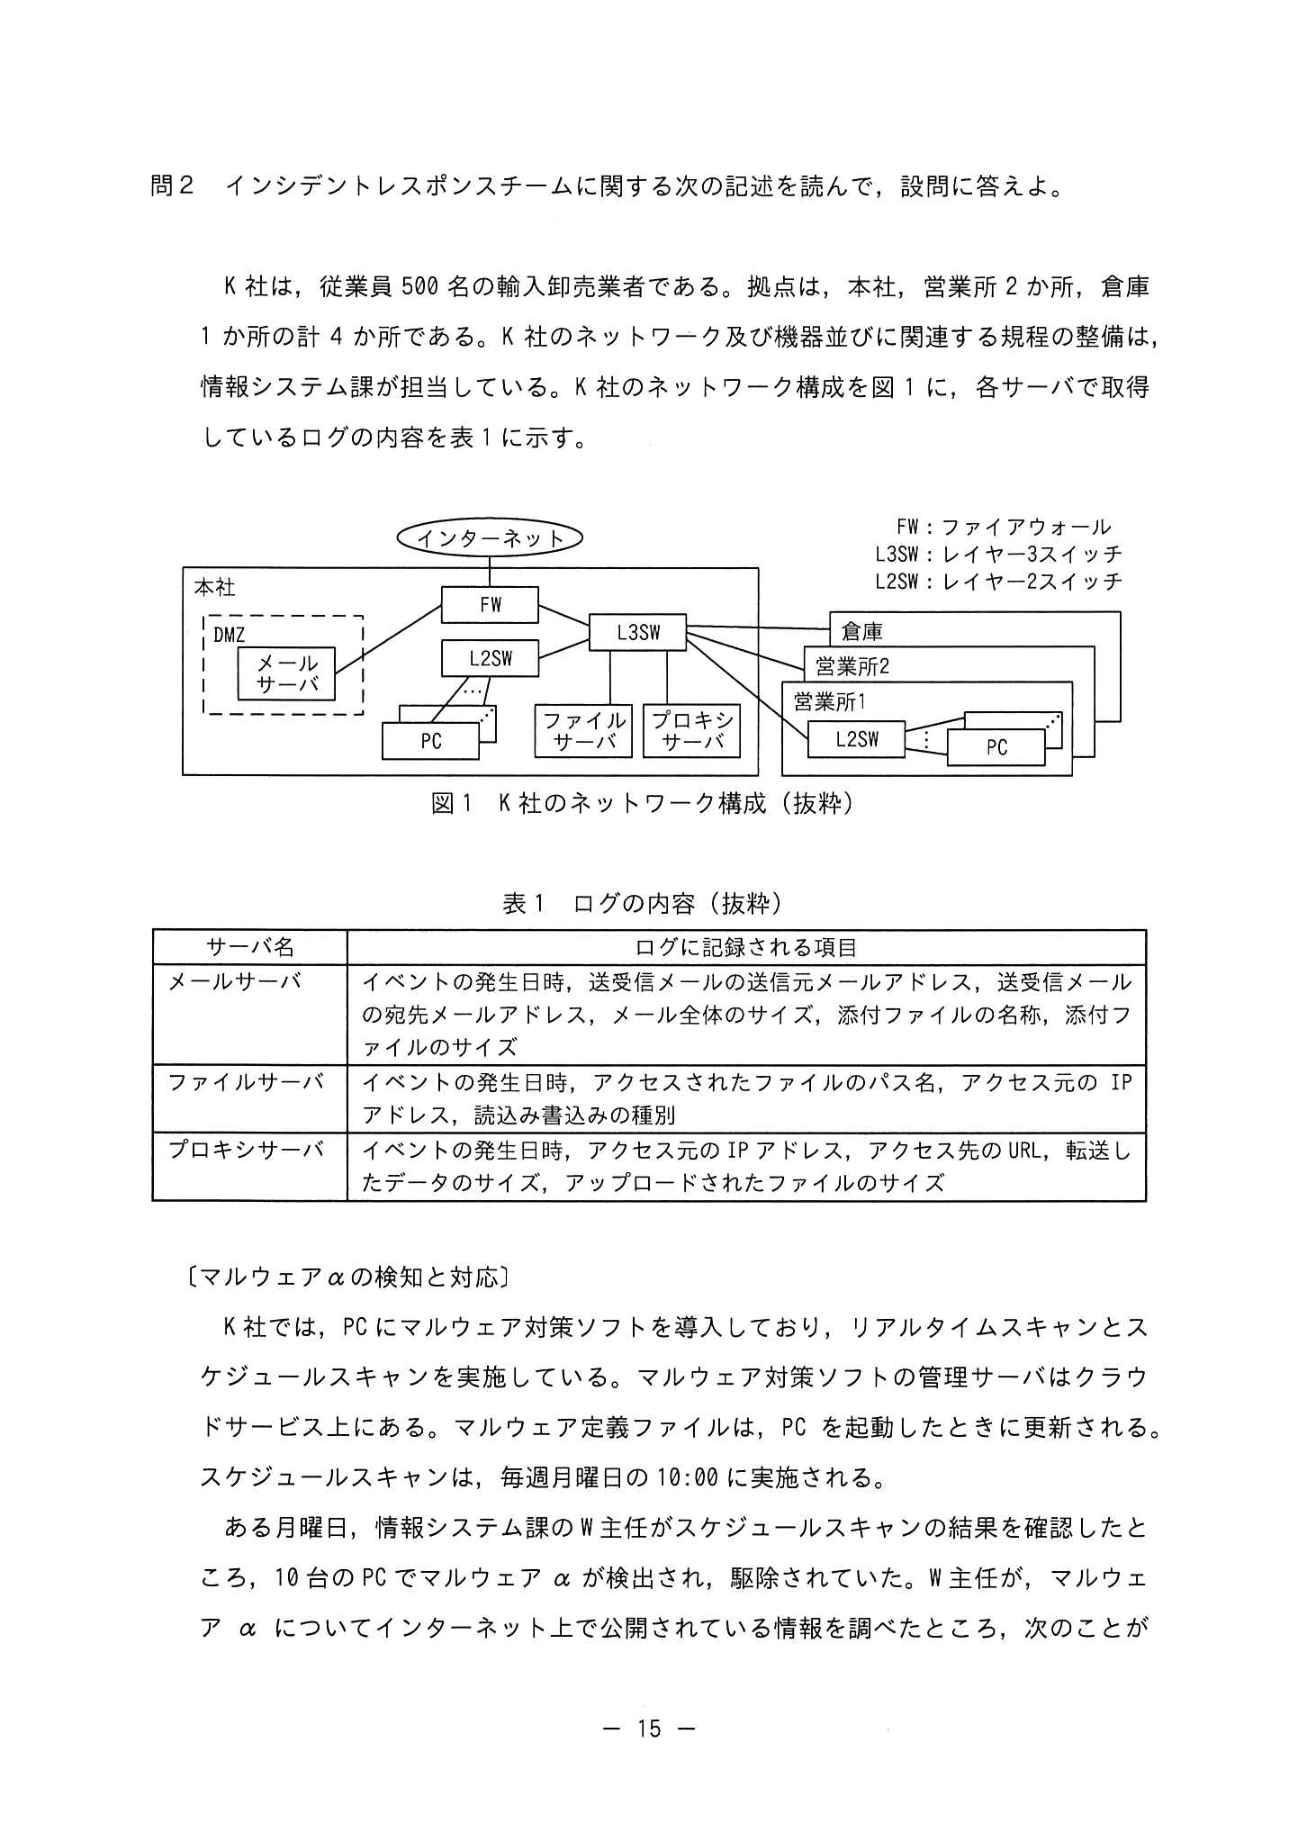 問2 インシデントレスポンスチームに関する次の記述を読んで，設問に答えよ。
K社は，従業員500名の輸入卸売業者である。拠点は，本社，営業所2か所，倉庫
1か所の計4か所である。K社のネットワーク及び機器並びに関連する規程の整備は，
情報システム課が担当している。K社のネットワーク構成を図1に，各サーバで取得
しているログの内容を表1に示す。
インターネット
FW：ファイアウォール
L3SW：レイヤー3スイッチ
L2SW：レイヤー2スイッチ
本社
FW
DMZ
メール
サーバ
L3SW
L2SW
…
PC
ファイル
サーバ
プロキシ
サーバ
倉庫
営業所2
営業所1
L2SW
PC
図1 K社のネットワーク構成（抜粋）
表1 ログの内容（抜粋）
サーバ名 ログに記録される項目
メールサーバ イベントの発生日時，送受信メールの送信元メールアドレス，送受信メール
の宛先メールアドレス，メール全体のサイズ，添付ファイルの名称，添付フ
ァイルのサイズ
ファイルサーバ イベントの発生日時，アクセスされたファイルのパス名，アクセス元の IP
アドレス，読込み書込みの種別
プロキシサーバ イベントの発生日時，アクセス元の IP アドレス，アクセス先の URL，転送し
たデータのサイズ，アップロードされたファイルのサイズ
〔マルウェアαの検知と対応〕
K社では，PCにマルウェア対策ソフトを導入しており，リアルタイムスキャンとス
ケジュールスキャンを実施している。マルウェア対策ソフトの管理サーバはクラウ
ドサービス上にある。マルウェア定義ファイルは，PC を起動したときに更新される。
スケジュールスキャンは，毎週月曜日の10:00に実施される。
ある月曜日，情報システム課のW主任がスケジュールスキャンの結果を確認したと
ころ，10台のPCでマルウェア α が検出され，駆除されていた。W主任が，マルウェ
ア α についてインターネット上で公開されている情報を調べたところ，次のことが
－ 15 －